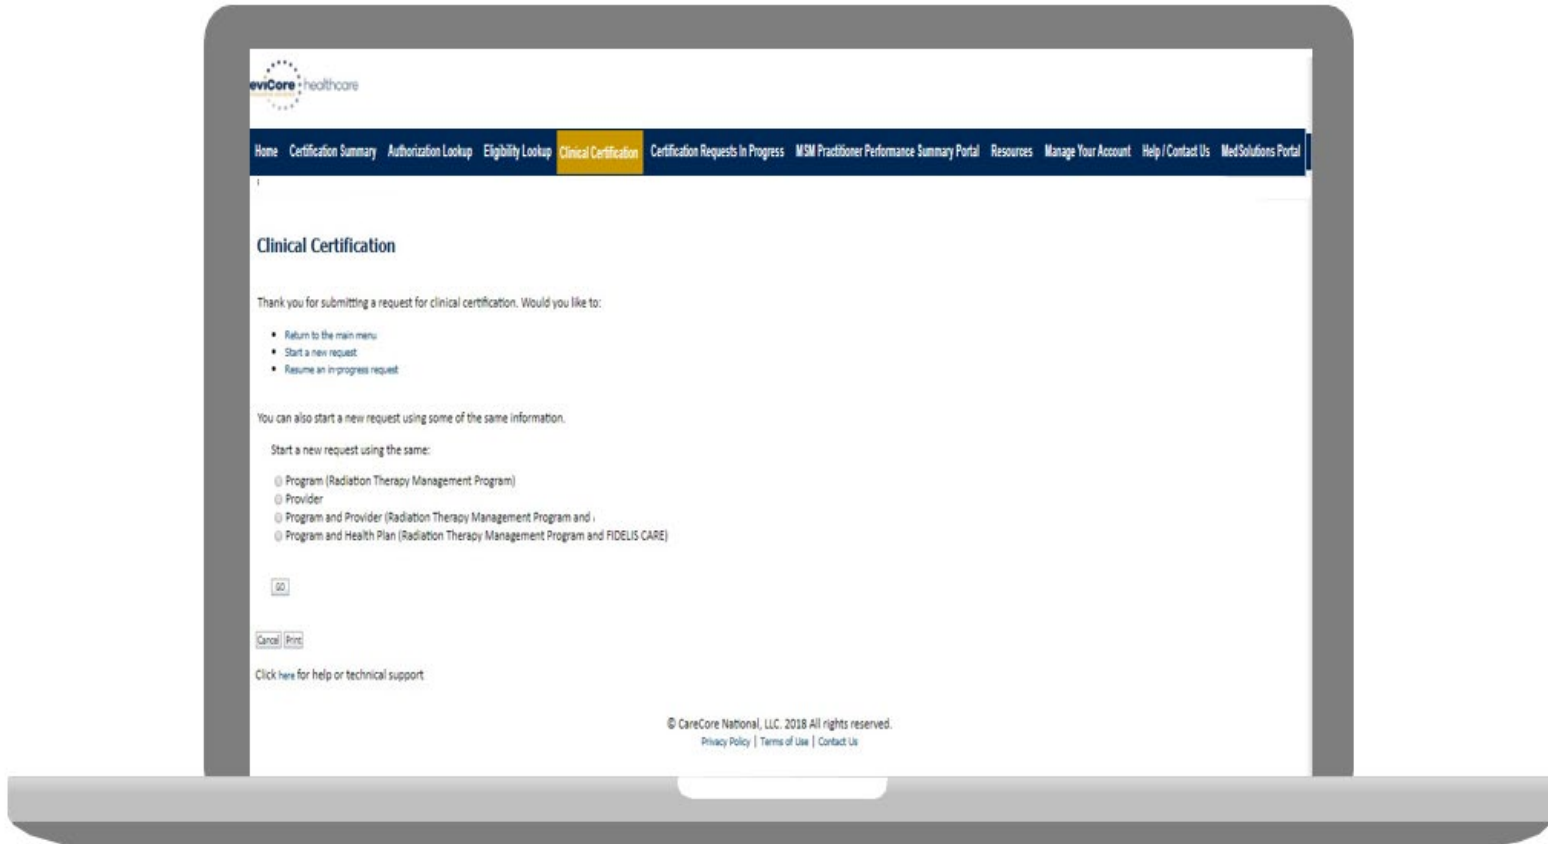 eviCore healthcare
Home Certification Summary Authorization Lookup Eligibility Lookup Clinical Certification Certification Requests In Progress MSM Practitioner Performance Summary Portal Resources Manage Your Account Help / Contact Us MedSolutions Portal
Clinical Certification
Thank you for submitting a request for clinical certification. Would you like to:
• Return to the main menu
• Start a new request
• Resume an in-progress request
You can also start a new request using some of the same information.
Start a new request using the same:
Program (Radiation Therapy Management Program)
Provider
Program and Provider (Radiation Therapy Management Program and
Program and Health Plan (Radiation Therapy Management Program and FIDELIS CARE)
GO
Cancel Print
Click here for help or technical support
© CareCore National, LLC. 2018 All rights reserved.
Privacy Policy | Terms of Use | Contact Us